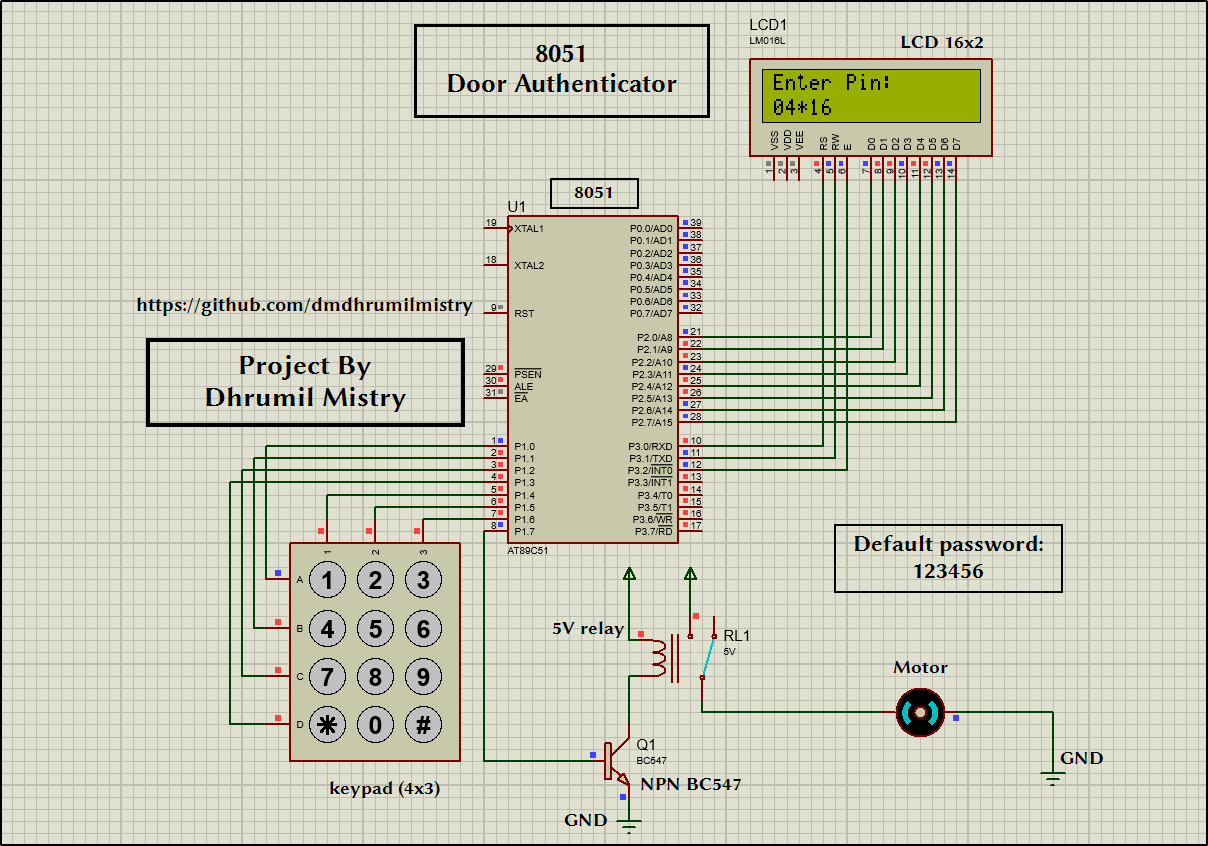 8051
Door Authenticator
LCD1
LM016L
LCD 16x2
Enter Pin:
04*16
VSS VDD VEE RS RW E D0 D1 D2 D3 D4 D5 D6 D7
1 2 3 4 5 6 7 8 9 10 11 12 13 14
8051
U1
19 XTAL1
18 XTAL2
9 RST
29 PSEN
30 ALE
31 EA
1 P1.0
2 P1.1
3 P1.2
4 P1.3
5 P1.4
6 P1.5
7 P1.6
8 P1.7
P0.0/AD0 39
P0.1/AD1 38
P0.2/AD2 37
P0.3/AD3 36
P0.4/AD4 35
P0.5/AD5 34
P0.6/AD6 33
P0.7/AD7 32
P2.0/A8 21
P2.1/A9 22
P2.2/A10 23
P2.3/A11 24
P2.4/A12 25
P2.5/A13 26
P2.6/A14 27
P2.7/A15 28
P3.0/RXD 10
P3.1/TXD 11
P3.2/INT0 12
P3.3/INT1 13
P3.4/T0 14
P3.5/T1 15
P3.6/WR 16
P3.7/RD 17
AT89C51
https://github.com/dmdhrumilmistry
Project By
Dhrumil Mistry
1 2 3
A 1 2 3
B 4 5 6
C 7 8 9
D * 0 #
keypad (4x3)
Default password:
123456
5V relay
RL1
5V
Motor
Q1
BC547
NPN BC547
GND
GND